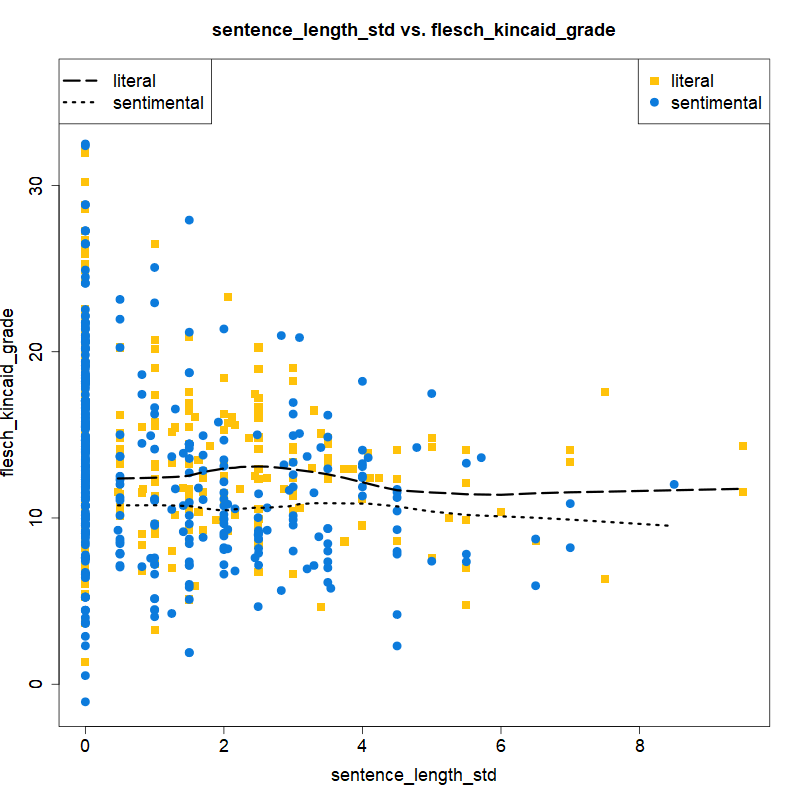 sentence_length_std vs. flesch_kincaid_grade
literal
sentimental
literal
sentimental
flesch_kincaid_grade
30
20
10
0
0 2 4 6 8
sentence_length_std